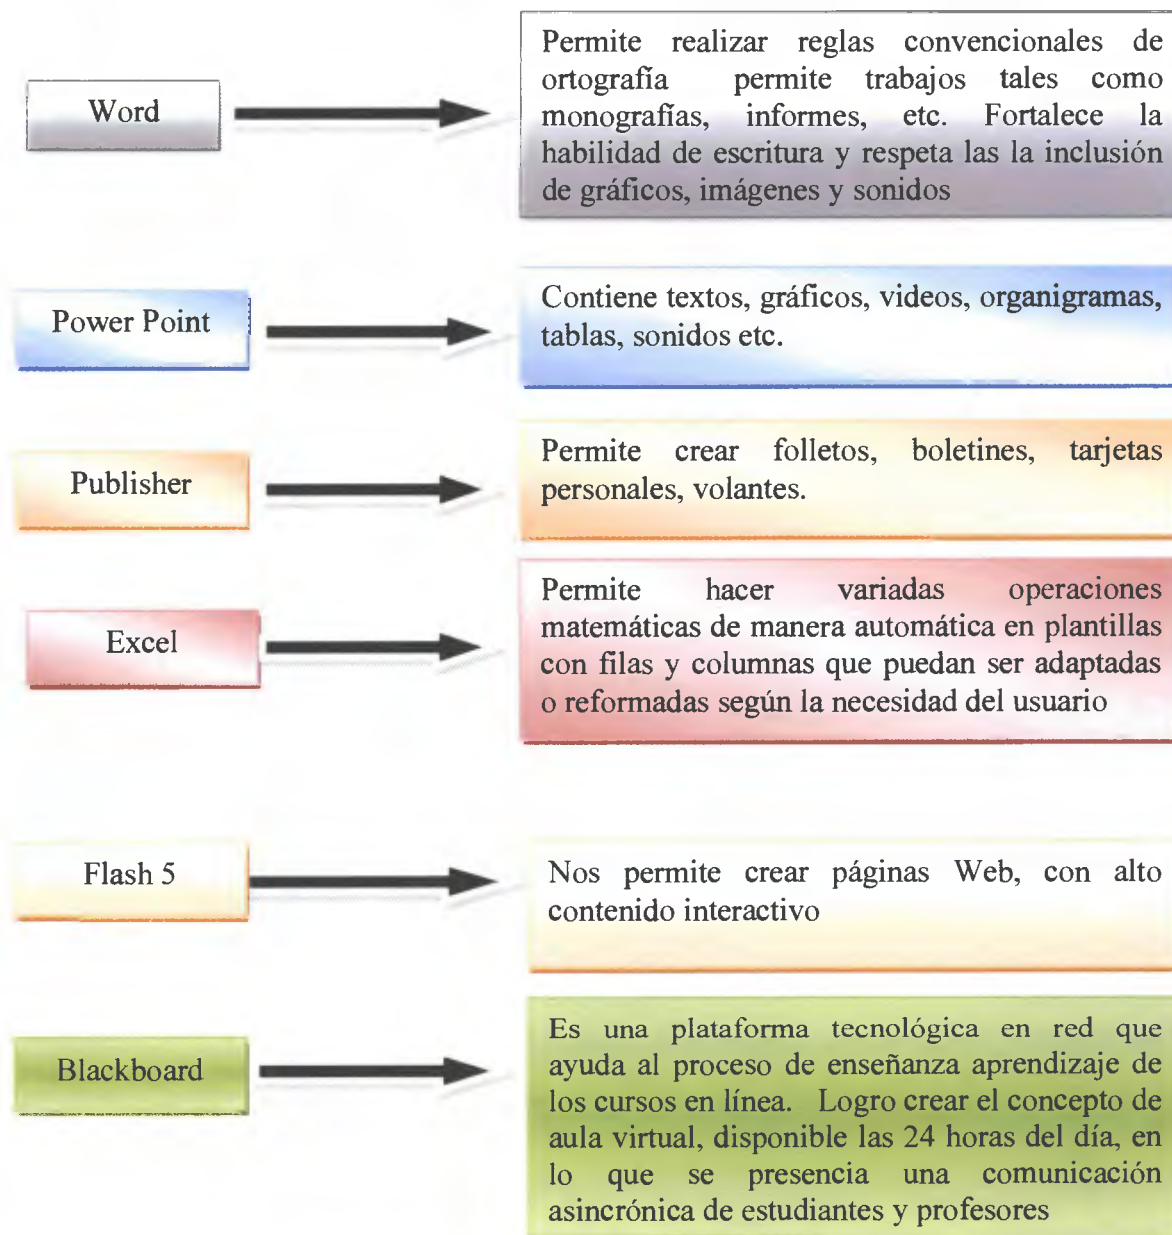 Word
Permite realizar reglas convencionales de
ortografía permite trabajos tales como
monografías, informes, etc. Fortalece la
habilidad de escritura y respeta las la inclusión
de gráficos, imágenes y sonidos
Power Point
Contiene textos, gráficos, videos, organigramas,
tablas, sonidos etc.
Publisher
Permite crear folletos, boletines, tarjetas
personales, volantes.
Excel
Permite hacer variadas operaciones
matemáticas de manera automática en plantillas
con filas y columnas que puedan ser adaptadas
o reformadas según la necesidad del usuario
Flash 5
Nos permite crear páginas Web, con alto
contenido interactivo
Blackboard
Es una plataforma tecnológica en red que
ayuda al proceso de enseñanza aprendizaje de
los cursos en línea. Logro crear el concepto de
aula virtual, disponible las 24 horas del día, en
lo que se presencia una comunicación
asincrónica de estudiantes y profesores